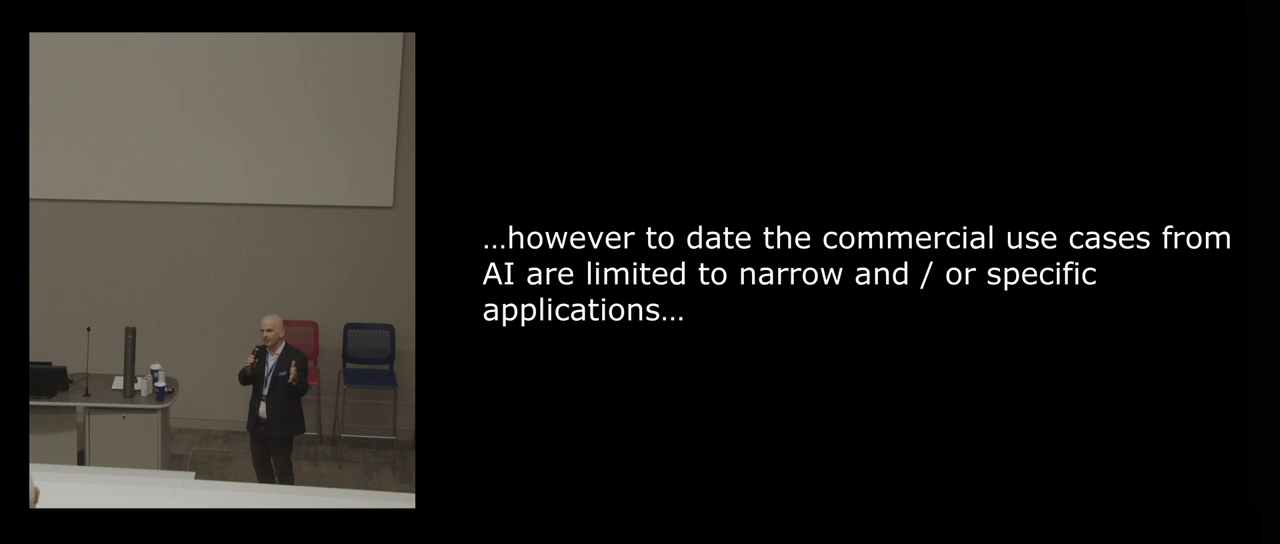 …however to date the commercial use cases from
AI are limited to narrow and / or specific
applications…